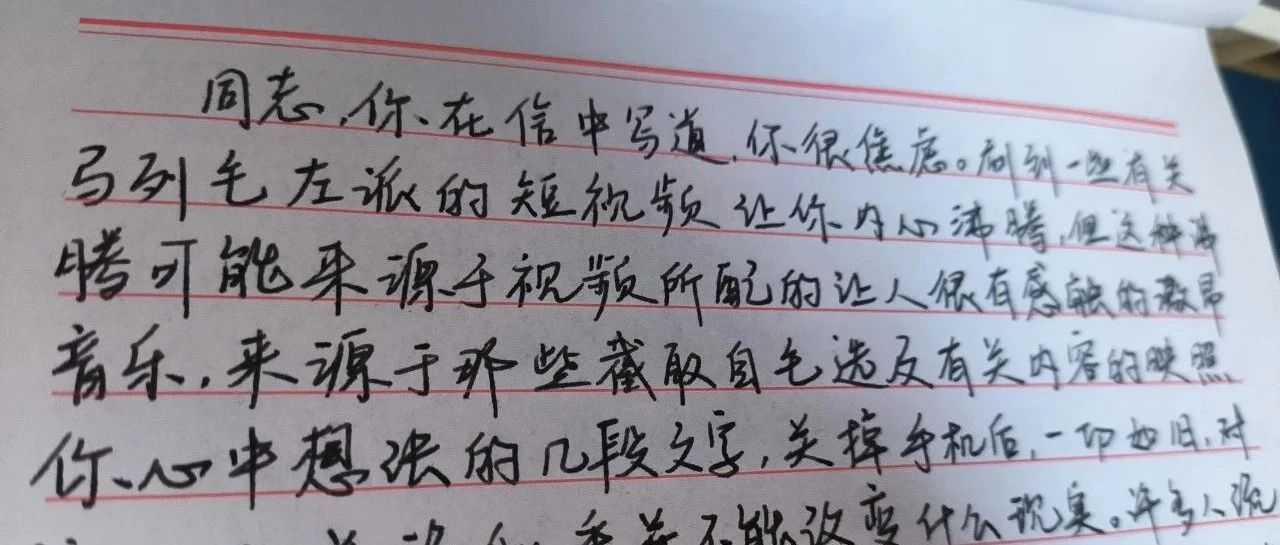 同志，你在信中写道，你很焦虑。刷到一些有关
马列毛左派的短视频让你内心沸腾，但这种沸
腾可能来源于视频所配的让人很有感触的激昂
音乐，来源于那些截取自毛选及有关内容的映照
你心中想法的几段文字，关掉手机后，一切如旧，对
不能改变什么现实。许多人沉